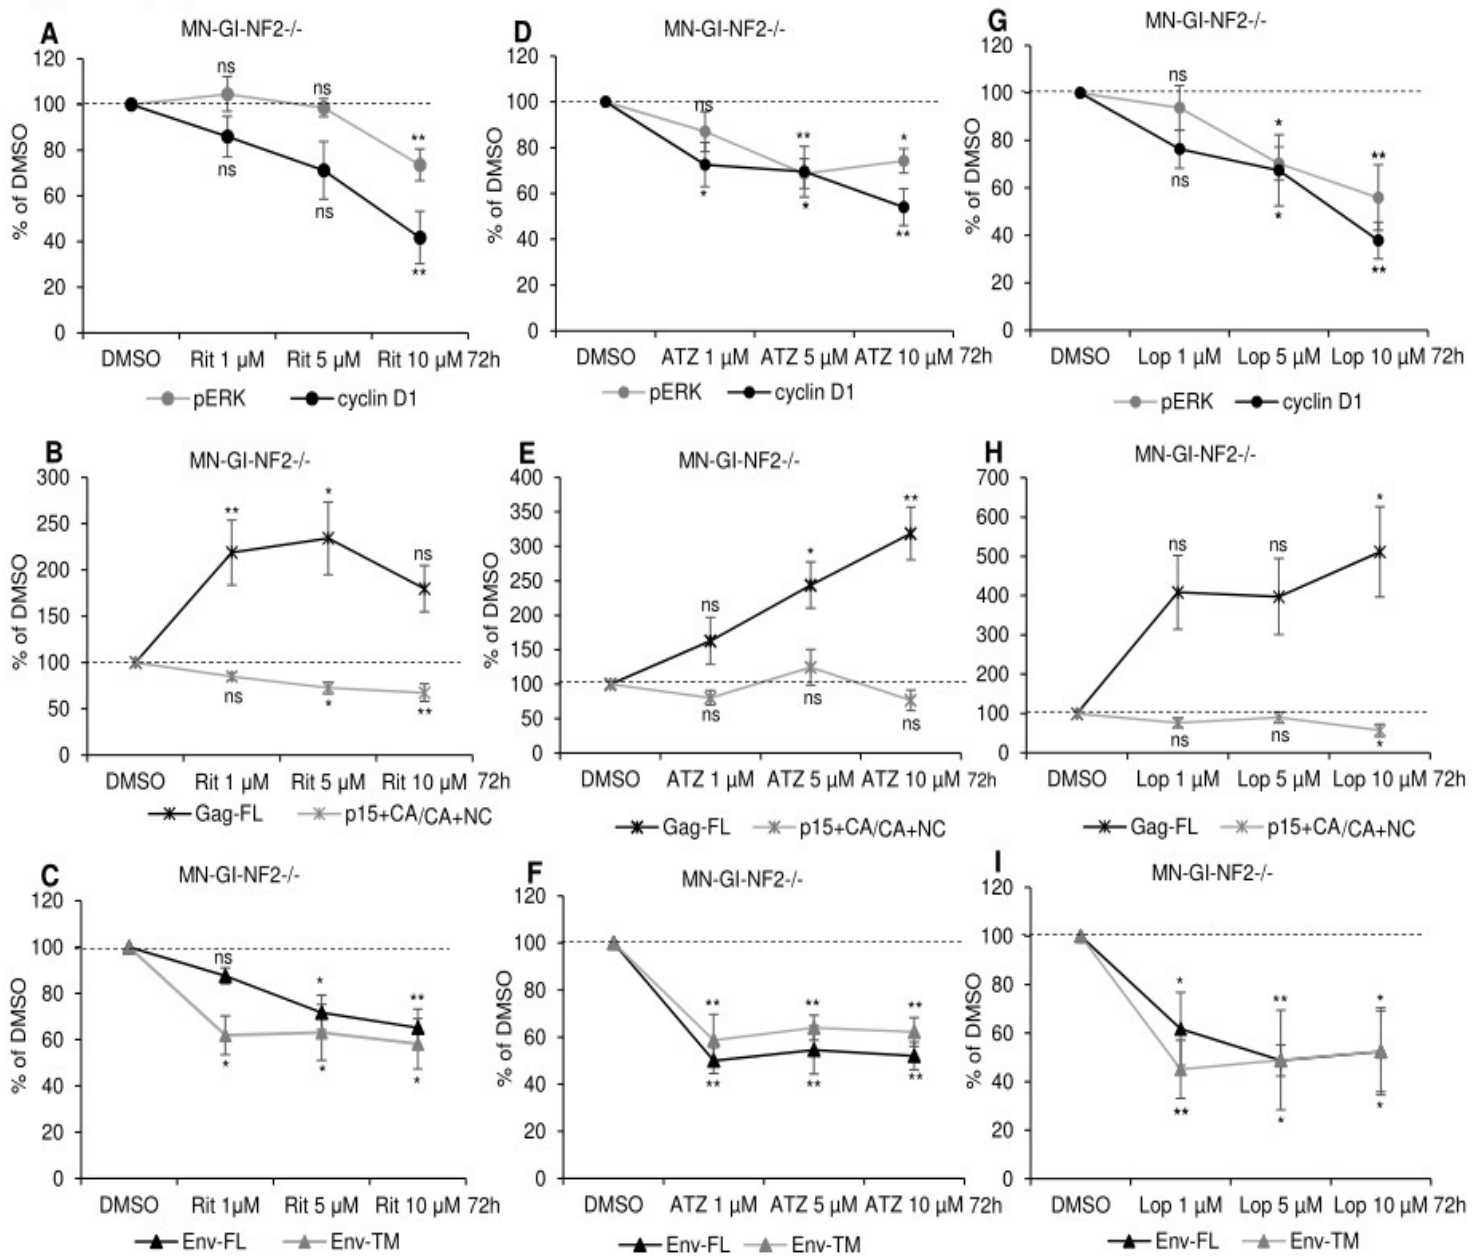 A
MN-GI-NF2-/-
% of DMSO
120
100
80
60
40
20
0
ns
ns
**
ns
ns
**
DMSO Rit 1 µM Rit 5 µM Rit 10 µM 72h
pERK cyclin D1
D
MN-GI-NF2-/-
% of DMSO
120
100
80
60
40
20
0
ns
**
*
*
*
**
DMSO ATZ 1 µM ATZ 5 µM ATZ 10 µM 72h
pERK cyclin D1
G
MN-GI-NF2-/-
% of DMSO
120
100
80
60
40
20
0
ns
*
**
ns
*
**
DMSO Lop 1 µM Lop 5 µM Lop 10 µM 72h
pERK cyclin D1
B
MN-GI-NF2-/-
% of DMSO
300
250
200
150
100
50
0
**
*
ns
ns
*
**
DMSO Rit 1 µM Rit 5 µM Rit 10 µM 72h
Gag-FL p15+CA/CA+NC
E
MN-GI-NF2-/-
% of DMSO
400
350
300
250
200
150
100
50
0
ns
*
**
ns
ns
ns
DMSO ATZ 1 µM ATZ 5 µM ATZ 10 µM 72h
Gag-FL p15+CA/CA+NC
H
MN-GI-NF2-/-
% of DMSO
700
600
500
400
300
200
100
0
ns
ns
*
ns
ns
*
DMSO Lop 1 µM Lop 5 µM Lop 10 µM 72h
Gag-FL p15+CA/CA+NC
C
MN-GI-NF2-/-
% of DMSO
120
100
80
60
40
20
0
ns
*
**
*
*
*
DMSO Rit 1µM Rit 5 µM Rit 10 µM 72h
Env-FL Env-TM
F
MN-GI-NF2-/-
% of DMSO
120
100
80
60
40
20
0
**
**
**
**
**
**
DMSO ATZ 1 µM ATZ 5 µM ATZ 10 µM 72h
Env-FL Env-TM
I
MN-GI-NF2-/-
% of DMSO
120
100
80
60
40
20
0
*
**
*
**
*
*
DMSO Lop 1 µM Lop 5 µM Lop 10 µM 72h
Env-FL Env-TM